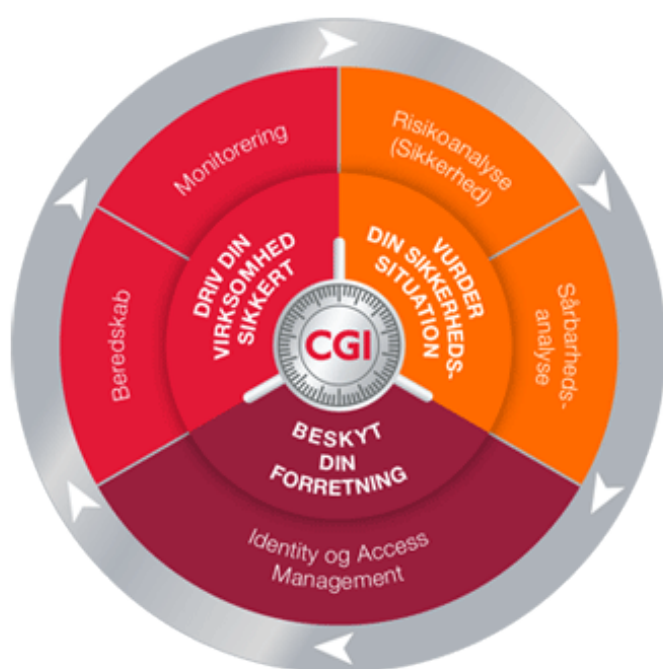 Monitorering
Risikoanalyse
(Sikkerhed)
DRIV DIN
VIRKSOMHED
SIKKERT
VURDER
DIN SIKKERHEDS-
SITUATION
Beredskab
CGI
Sårbarheds-
analyse
BESKYT
DIN
FORRETNING
Identity og Access
Management